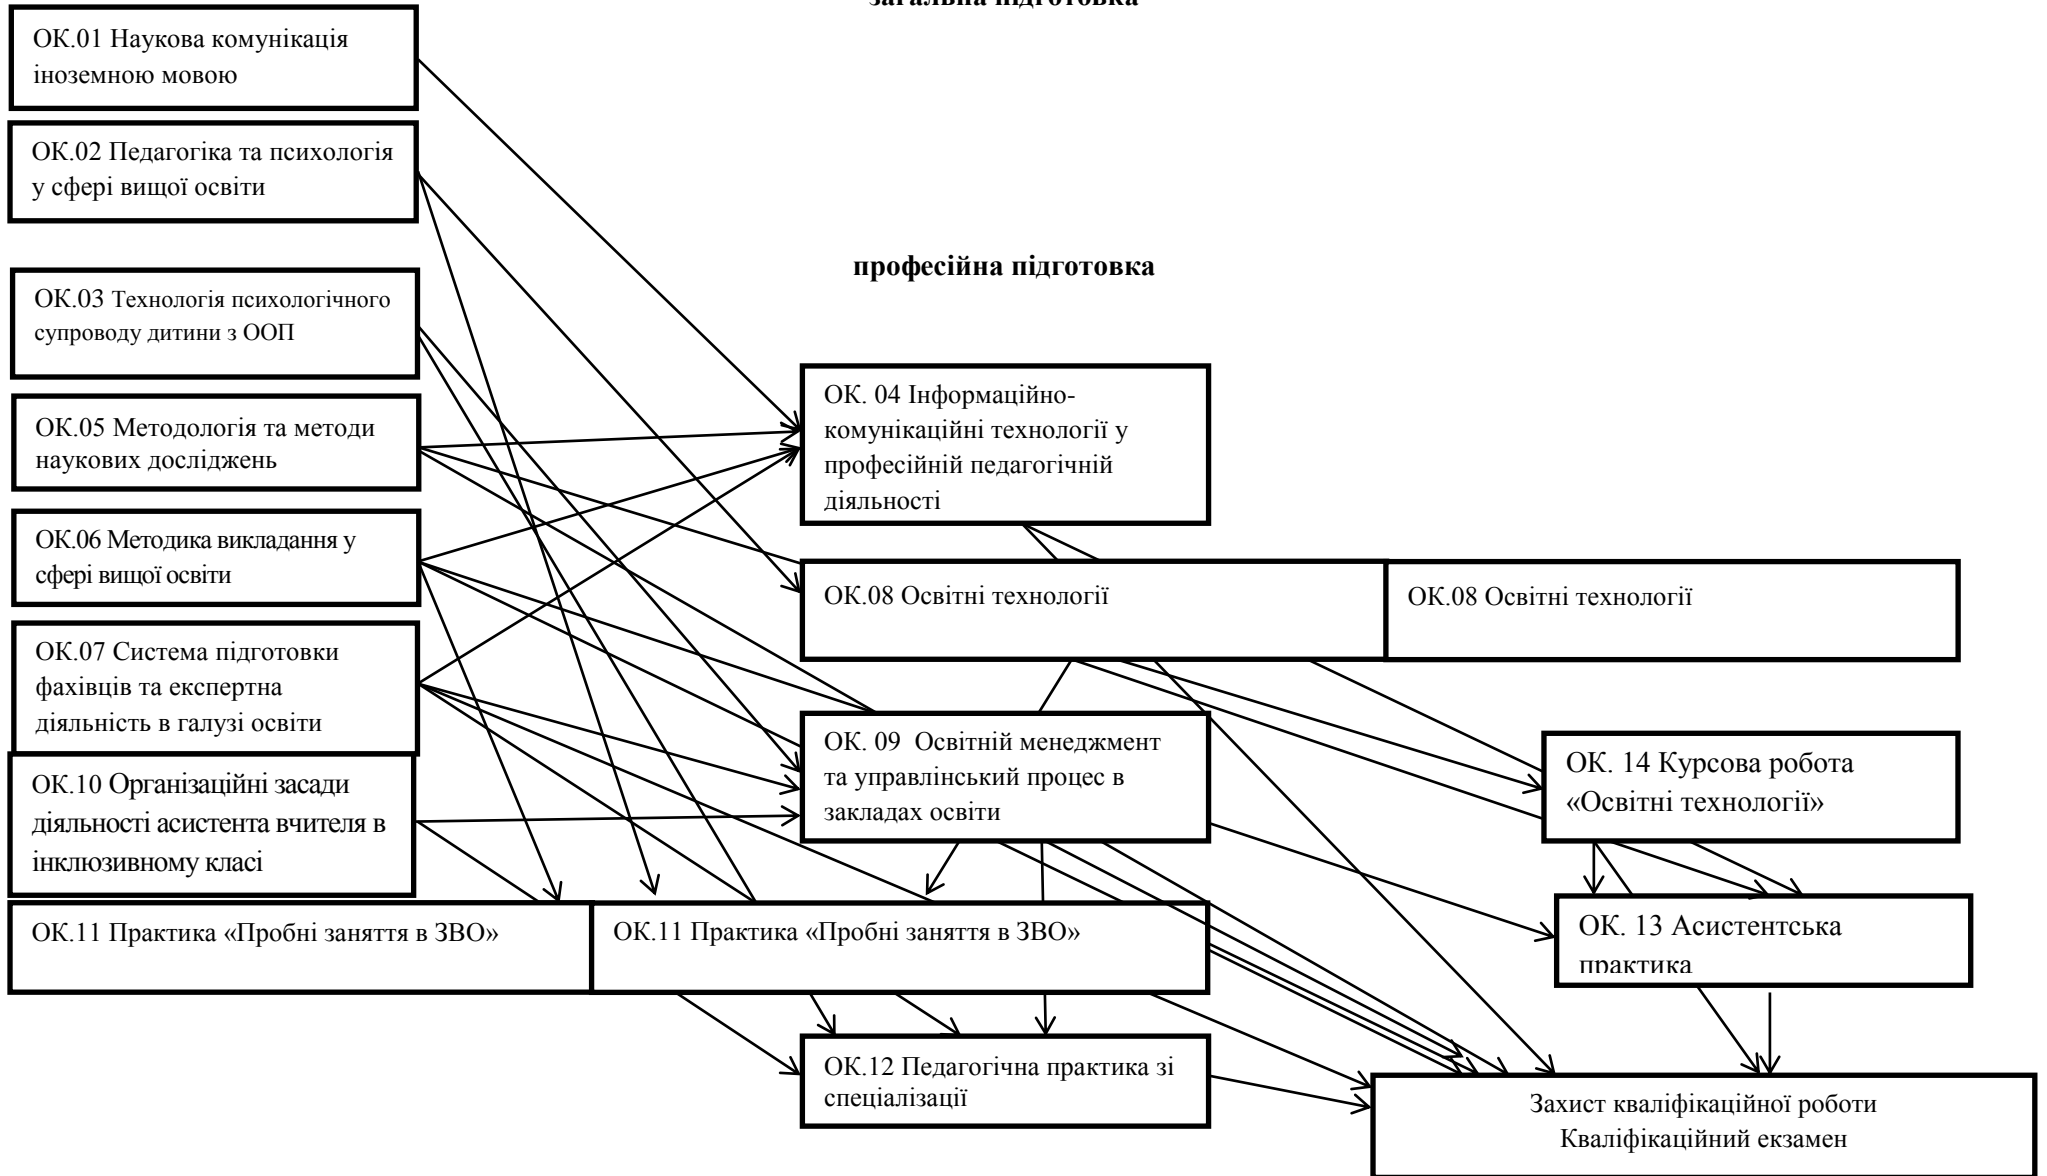 загальна підготовка
ОК.01 Наукова комунікація
іноземною мовою
ОК.02 Педагогіка та психологія
у сфері вищої освіти
професійна підготовка
ОК.03 Технологія психологічного
супроводу дитини з ООП
ОК. 04 Інформаційно-
комунікаційні технології у
професійній педагогічній
діяльності
ОК.05 Методологія та методи
наукових досліджень
ОК.06 Методика викладання у
сфері вищої освіти
ОК.08 Освітні технології
ОК.08 Освітні технології
ОК.07 Система підготовки
фахівців та експертна
діяльність в галузі освіти
ОК. 09 Освітній менеджмент
та управлінський процес в
закладах освіти
ОК. 14 Курсова робота
«Освітні технології»
ОК.10 Організаційні засади
діяльності асистента вчителя в
інклюзивному класі
ОК.11 Практика «Пробні заняття в ЗВО»
ОК.11 Практика «Пробні заняття в ЗВО»
ОК. 13 Асистентська
практика
ОК.12 Педагогічна практика зі
спеціалізації
Захист кваліфікаційної роботи
Кваліфікаційний екзамен